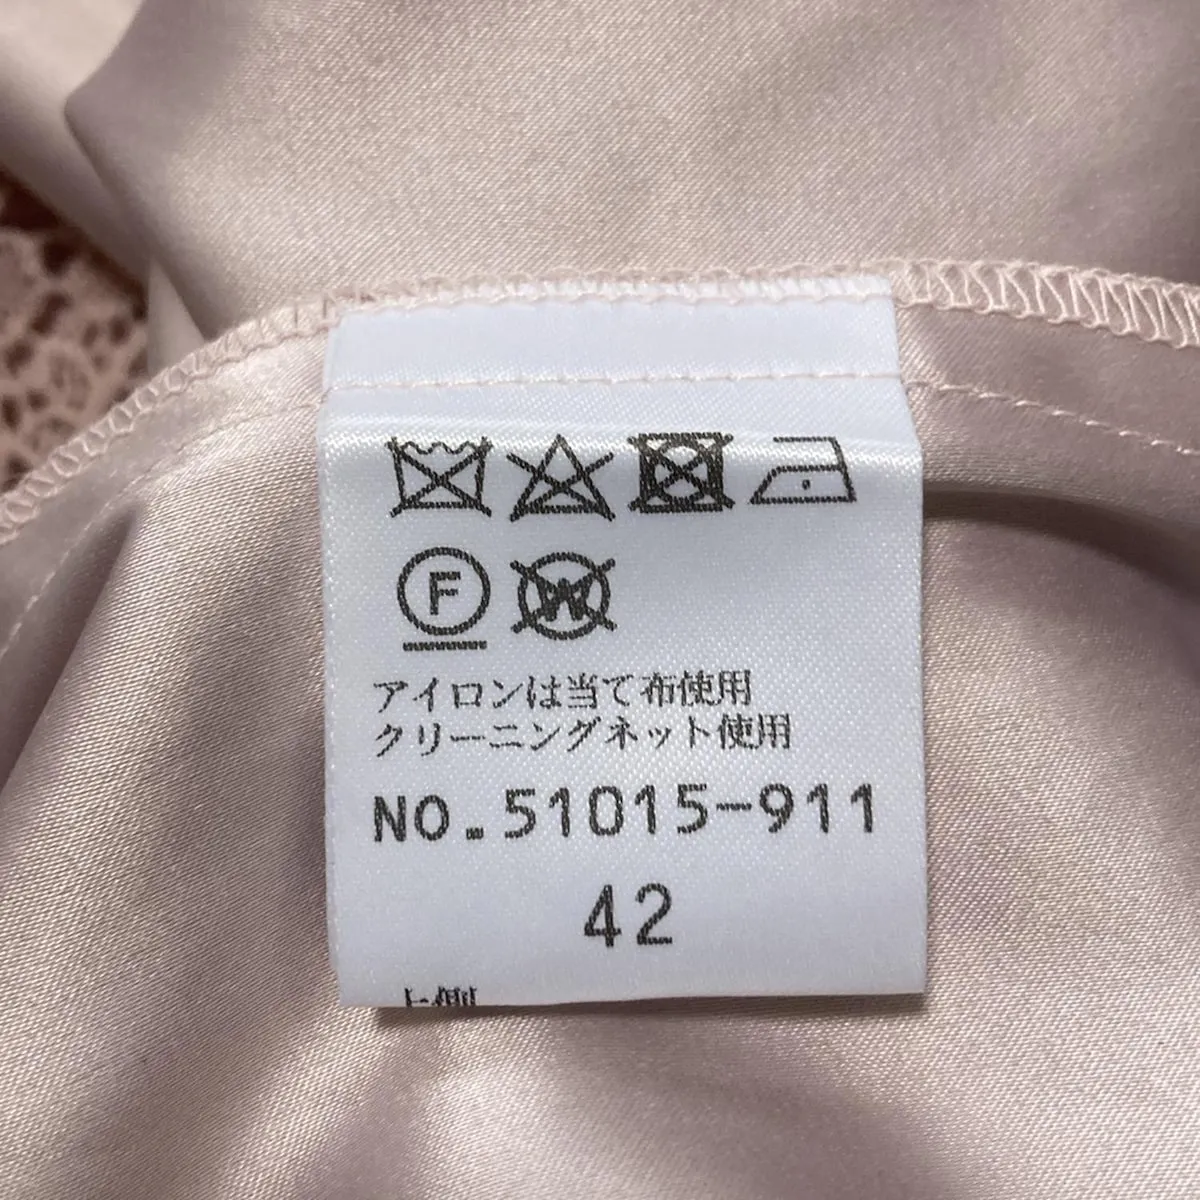 F
W
アイロンは当て布使用
クリーニングネット使用
NO.51015-911
42